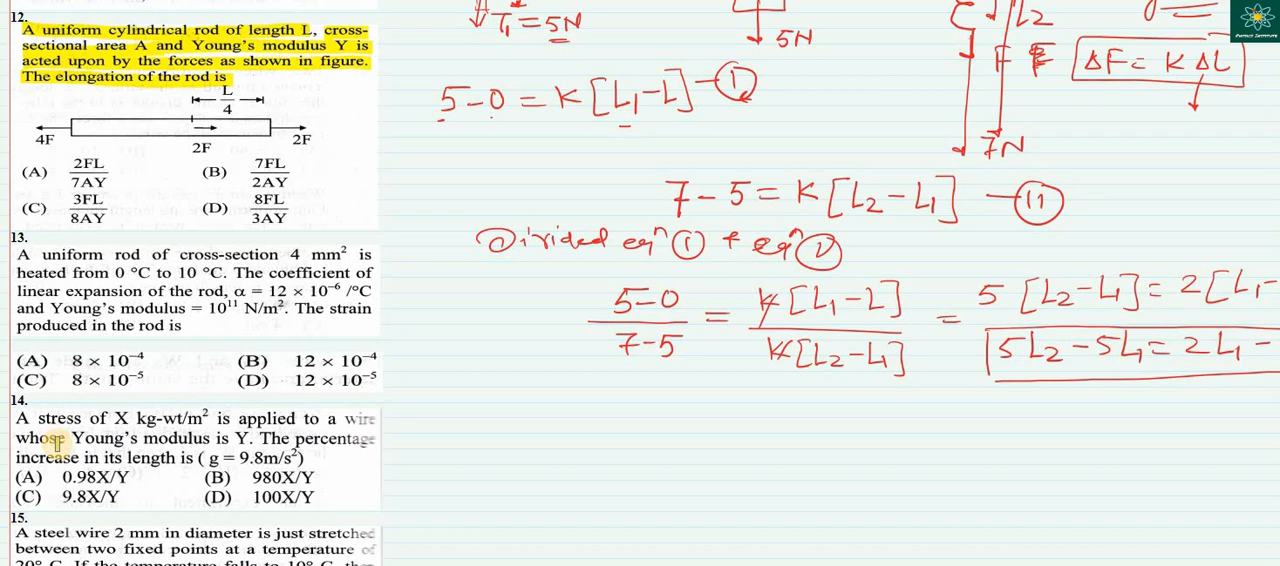 12.
A uniform cylindrical rod of length L, cross-
sectional area A and Young's modulus Y is
acted upon by the forces as shown in figure.
The elongation of the rod is
L
4
4F
2F
2F
(A) 2FL/7AY (B) 7FL/2AY
(C) 3FL/8AY (D) 8FL/3AY
13.
A uniform rod of cross-section 4 mm² is
heated from 0 °C to 10 °C. The coefficient of
linear expansion of the rod, α = 12 × 10⁻⁶ /°C
and Young's modulus = 10¹¹ N/m². The strain
produced in the rod is
(A) 8 × 10⁻⁴ (B) 12 × 10⁻⁴
(C) 8 × 10⁻⁵ (D) 12 × 10⁻⁵
14.
A stress of X kg-wt/m² is applied to a wire
whose Young's modulus is Y. The percentage
increase in its length is ( g = 9.8m/s²)
(A) 0.98X/Y (B) 980X/Y
(C) 9.8X/Y (D) 100X/Y
15.
A steel wire 2 mm in diameter is just stretched
between two fixed points at a temperature of
T₁ = 5N
5N
L2
F F
7N
ΔF = K ΔL
5 - 0 = K [L₁ - L] — ①
7 - 5 = K [L₂ - L₁] — (11)
Divided eqⁿ ① & eqⁿ
5-0 / 7-5 = K [L₁ - L] / K [L₂ - L₁] = 5 [L₂ - L₁] = 2 [L₁ -
5L₂ - 5L₁ = 2L₁ -